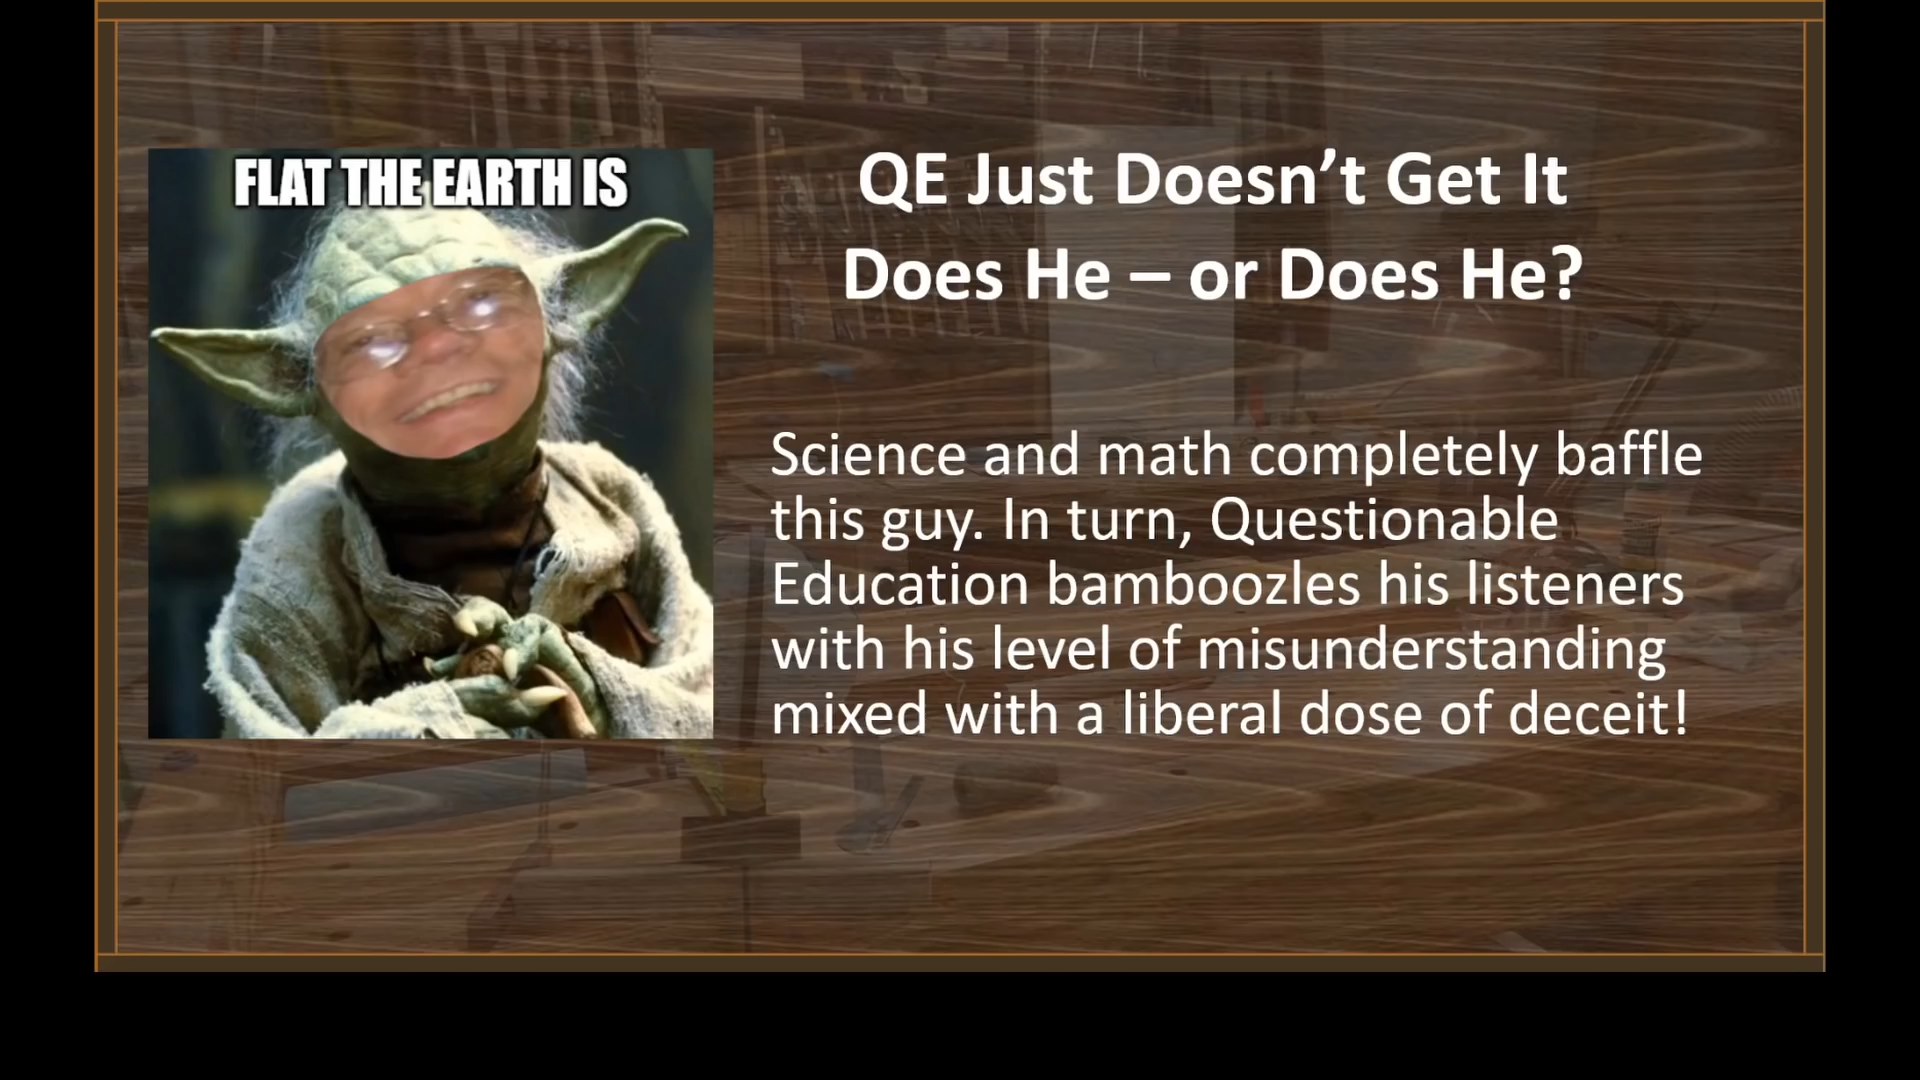 FLAT THE EARTH IS
QE Just Doesn’t Get It
Does He – or Does He?
Science and math completely baffle
this guy. In turn, Questionable
Education bamboozles his listeners
with his level of misunderstanding
mixed with a liberal dose of deceit!